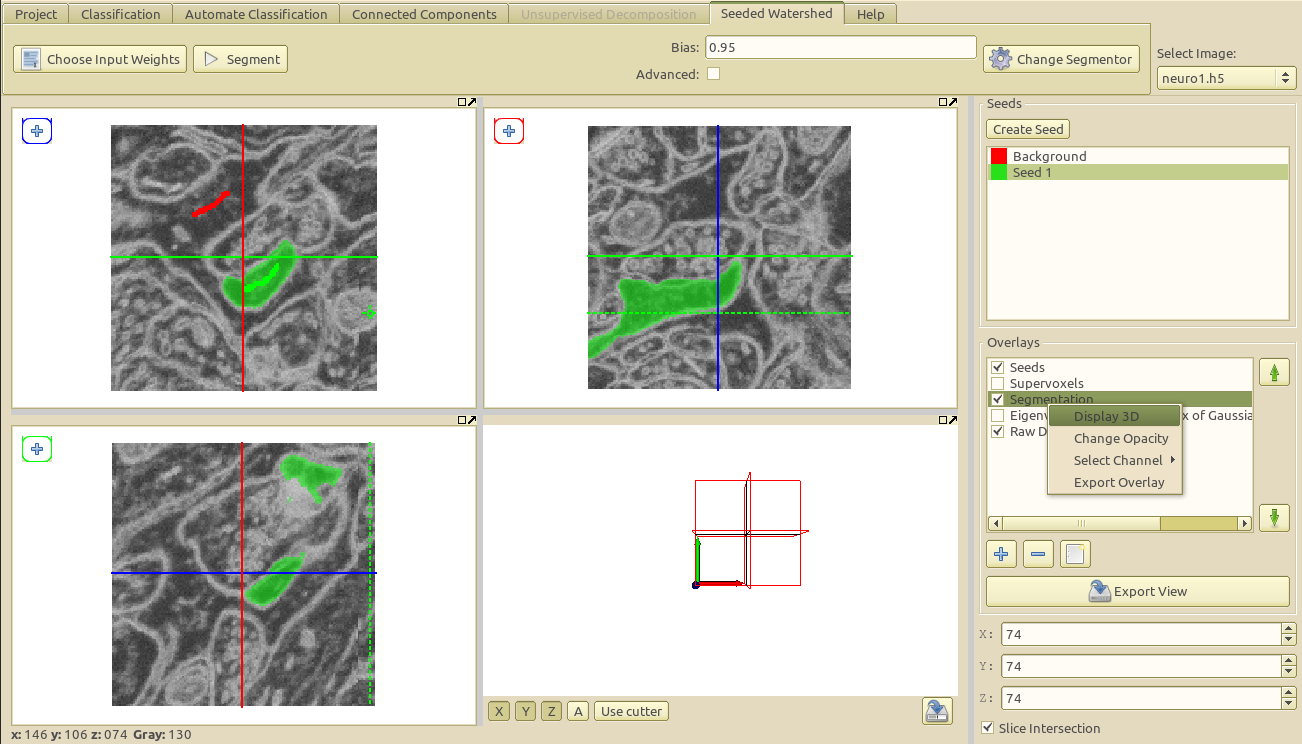 Project Classification Automate Classification Connected Components Unsupervised Decomposition Seeded Watershed Help
Choose Input Weights Segment Bias: 0.95 Change Segmentor
Advanced:
Select Image:
neuro1.h5
Seeds
Create Seed
Background
Seed 1
Overlays
Seeds
Supervoxels
Segmentation
Display 3D
x of Gaussia
Raw D
Change Opacity
Select Channel
Export Overlay
Export View
X: 74
Y: 74
Z: 74
X Y Z A Use cutter
Slice Intersection
x: 146 y: 106 z: 074 Gray: 130